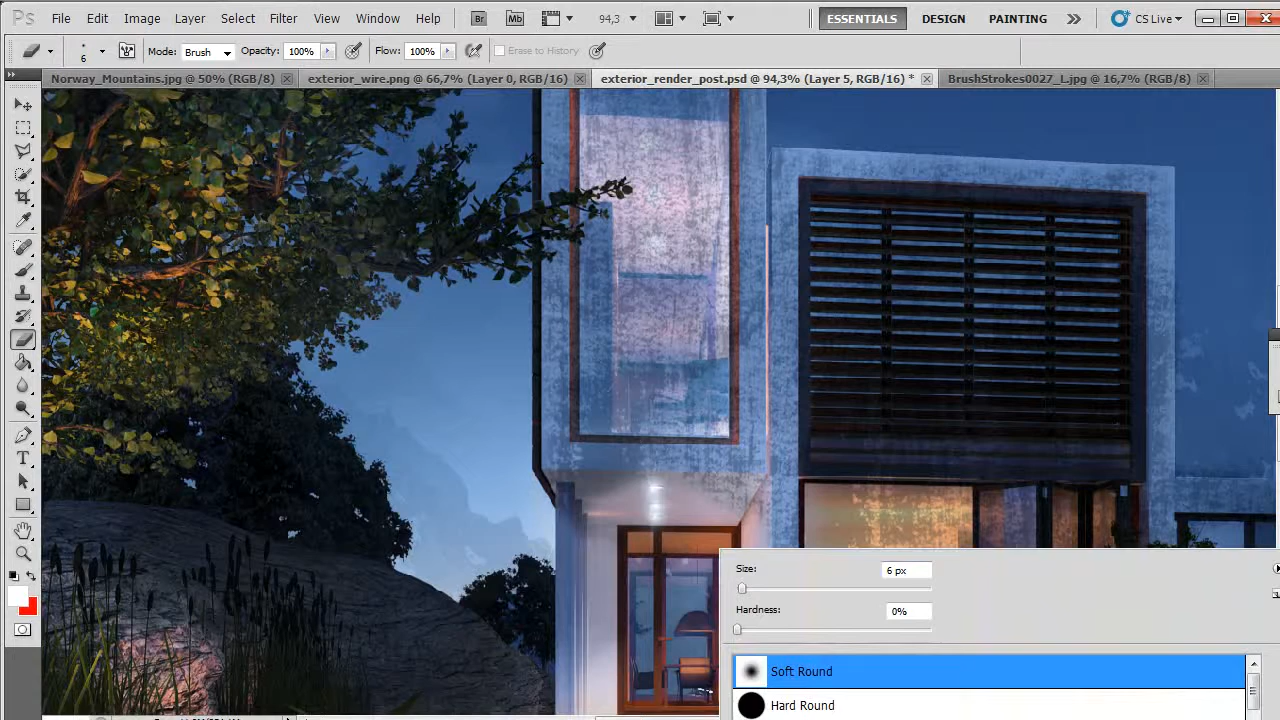 Ps File Edit Image Layer Select Filter View Window Help Br Mb 94,3 ESSENTIALS DESIGN PAINTING CS Live
6 Mode: Brush Opacity: 100% Flow: 100% Erase to History
Norway_Mountains.jpg @ 50% (RGB/8) exterior_wire.png @ 66,7% (Layer 0, RGB/16) exterior_render_post.psd @ 94,3% (Layer 5, RGB/16) * BrushStrokes0027_L.jpg @ 16,7% (RGB/8)
Size: 6 px
Hardness: 0%
Soft Round
Hard Round